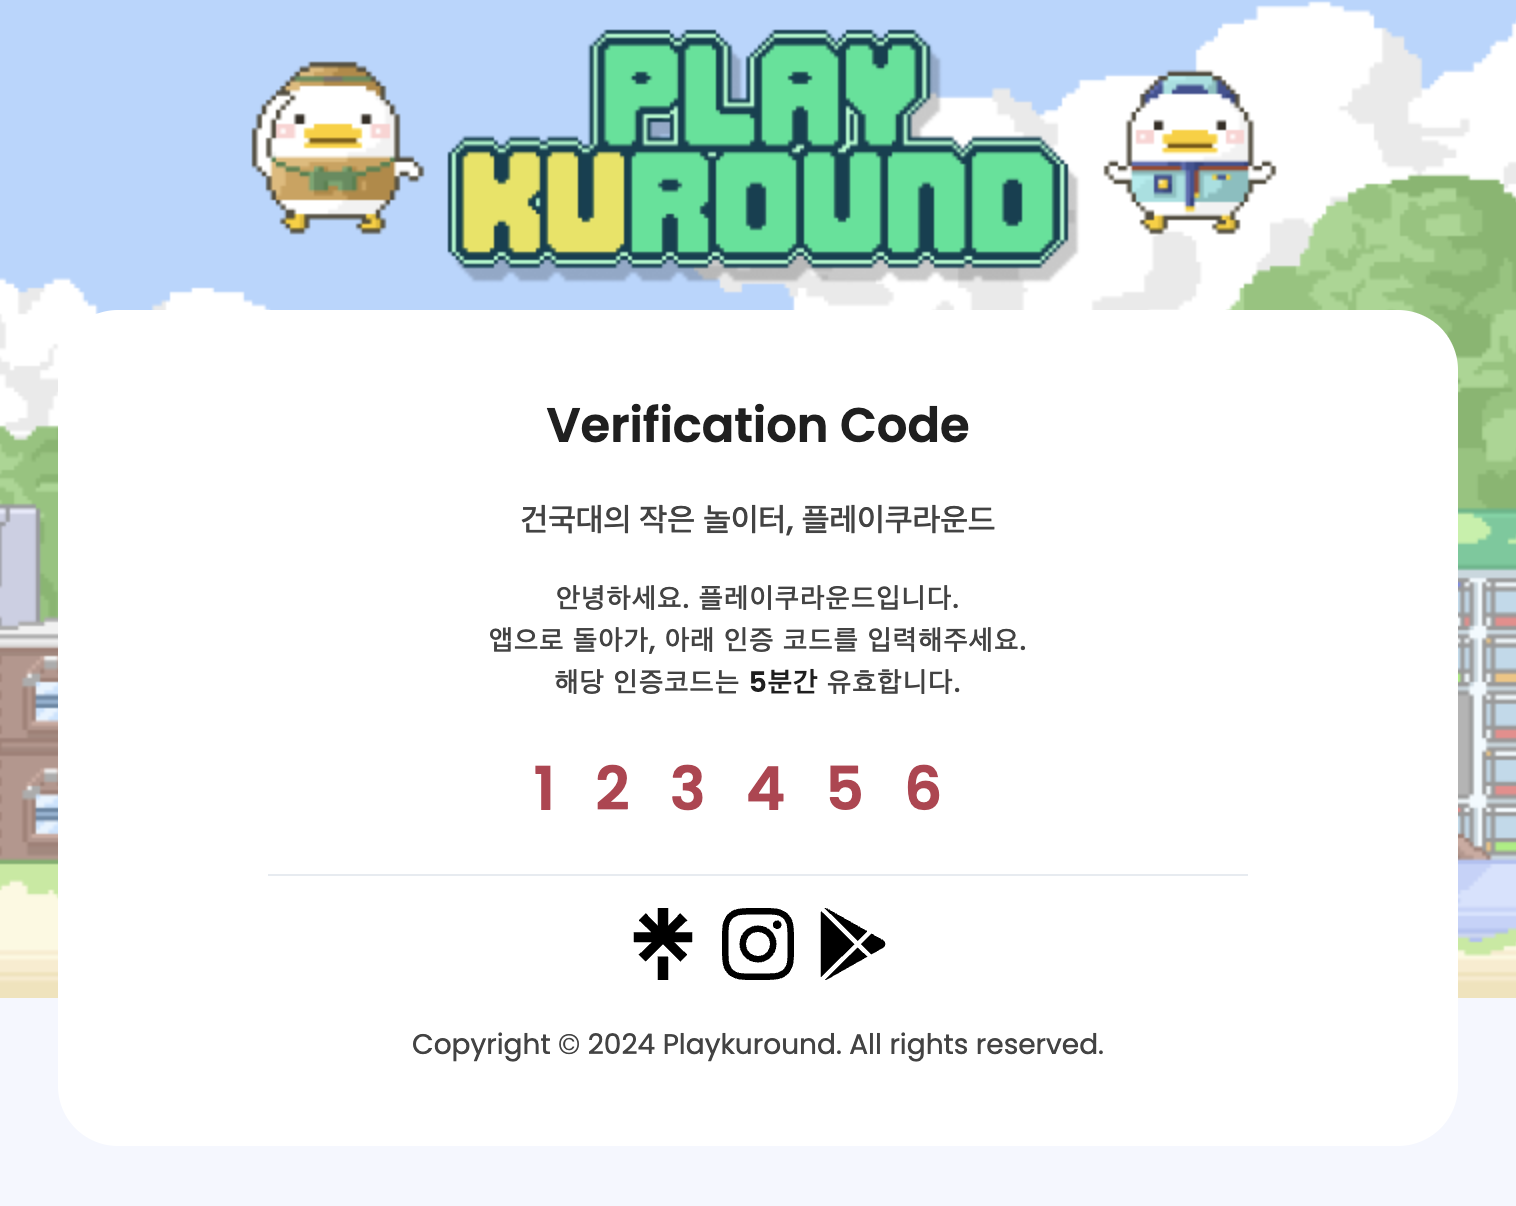 PLAY
KUROUND
Verification Code
건국대의 작은 놀이터, 플레이쿠라운드
안녕하세요. 플레이쿠라운드입니다.
앱으로 돌아가, 아래 인증 코드를 입력해주세요.
해당 인증코드는 5분간 유효합니다.
1 2 3 4 5 6
Copyright © 2024 Playkuround. All rights reserved.